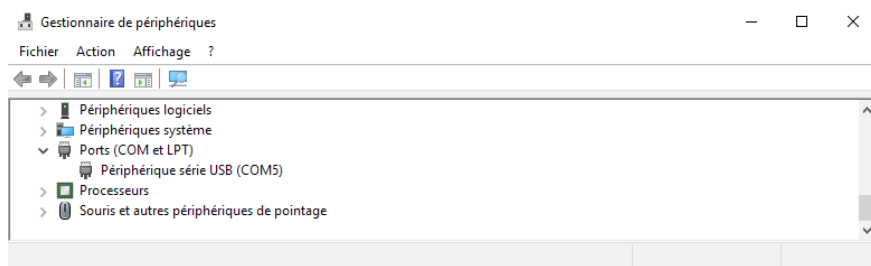 Gestionnaire de périphériques
Fichier Action Affichage ?
Périphériques logiciels
Périphériques système
Ports (COM et LPT)
Périphérique série USB (COM5)
Processeurs
Souris et autres périphériques de pointage